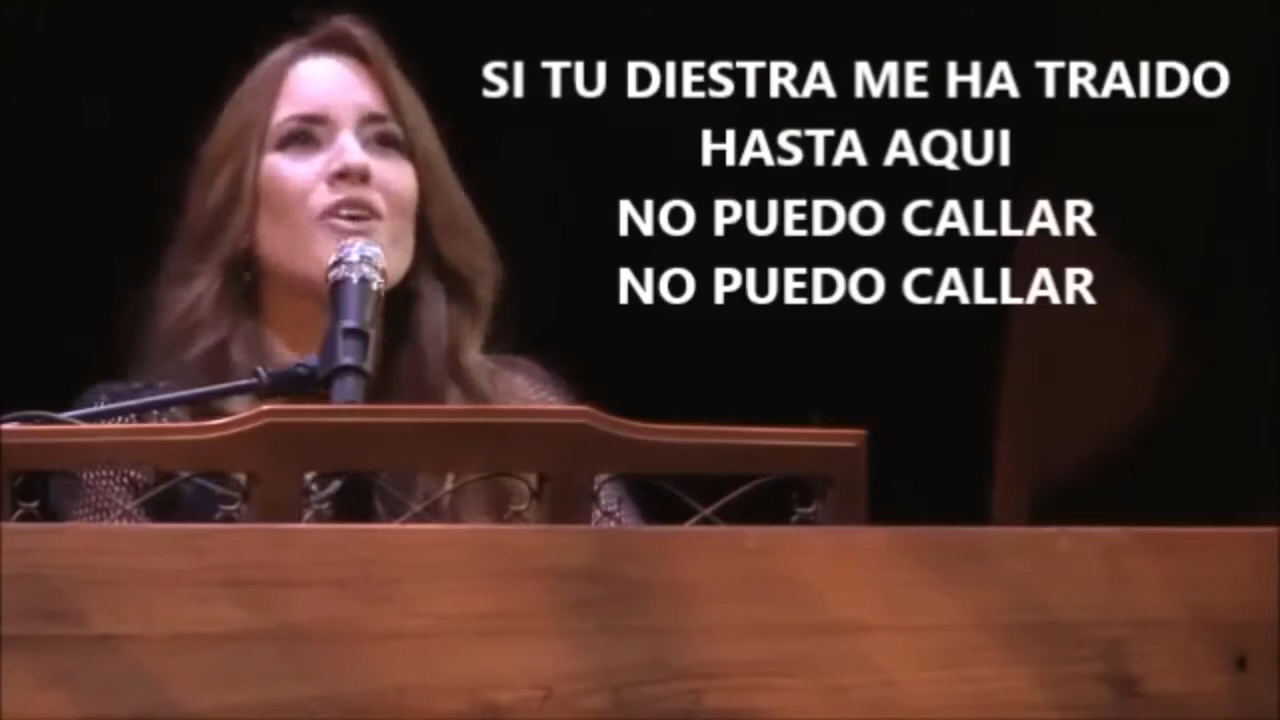 SI TU DIESTRA ME HA TRAIDO
HASTA AQUI
NO PUEDO CALLAR
NO PUEDO CALLAR